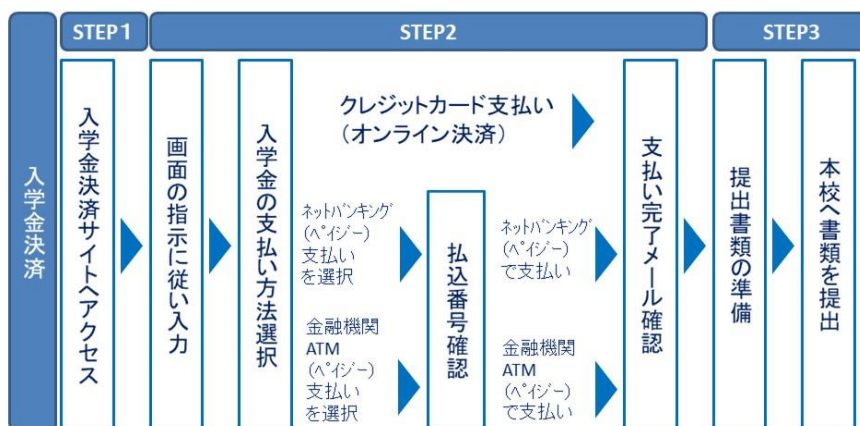 入学金決済
STEP1
STEP2
STEP3
入学金決済サイトへアクセス
画面の指示に従い入力
入学金の支払い方法選択
クレジットカード支払い
(オンライン決済)
ネットバンキング
(ペイジー)
支払い
を選択
金融機関
ATM
(ペイジー)
支払い
を選択
払込番号確認
ネットバンキング
(ペイジー)
で支払い
金融機関
ATM
(ペイジー)
で支払い
支払い完了メール確認
提出書類の準備
本校へ書類を提出